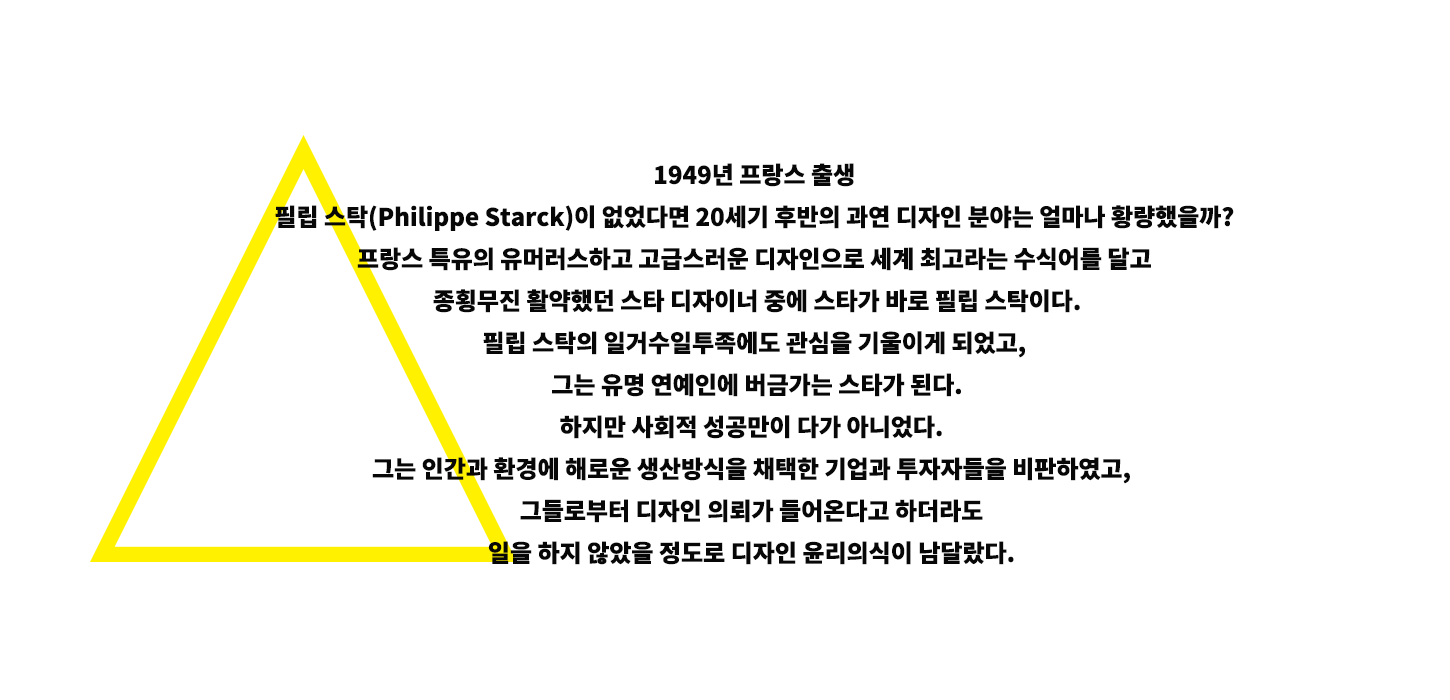 1949년 프랑스 출생
필립 스탁(Philippe Starck)이 없었다면 20세기 후반의 과연 디자인 분야는 얼마나 황량했을까?
프랑스 특유의 유머러스하고 고급스러운 디자인으로 세계 최고라는 수식어를 달고
종횡무진 활약했던 스타 디자이너 중에 스타가 바로 필립 스탁이다.
필립 스탁의 일거수일투족에도 관심을 기울이게 되었고,
그는 유명 연예인에 버금가는 스타가 된다.
하지만 사회적 성공만이 다가 아니었다.
그는 인간과 환경에 해로운 생산방식을 채택한 기업과 투자자들을 비판하였고,
그들로부터 디자인 의뢰가 들어온다고 하더라도
일을 하지 않았을 정도로 디자인 윤리의식이 남달랐다.